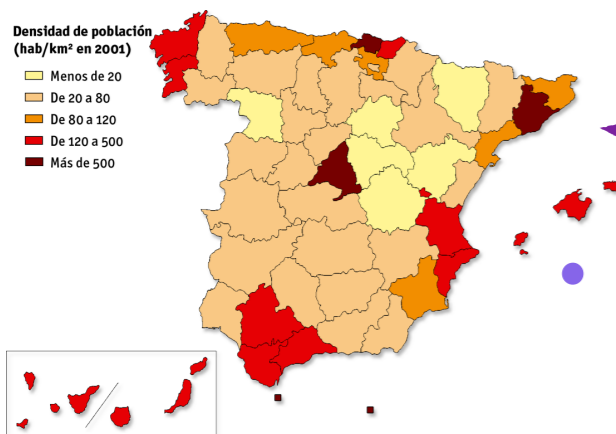 Densidad de población
(hab/km² en 2001)
Menos de 20
De 20 a 80
De 80 a 120
De 120 a 500
Más de 500